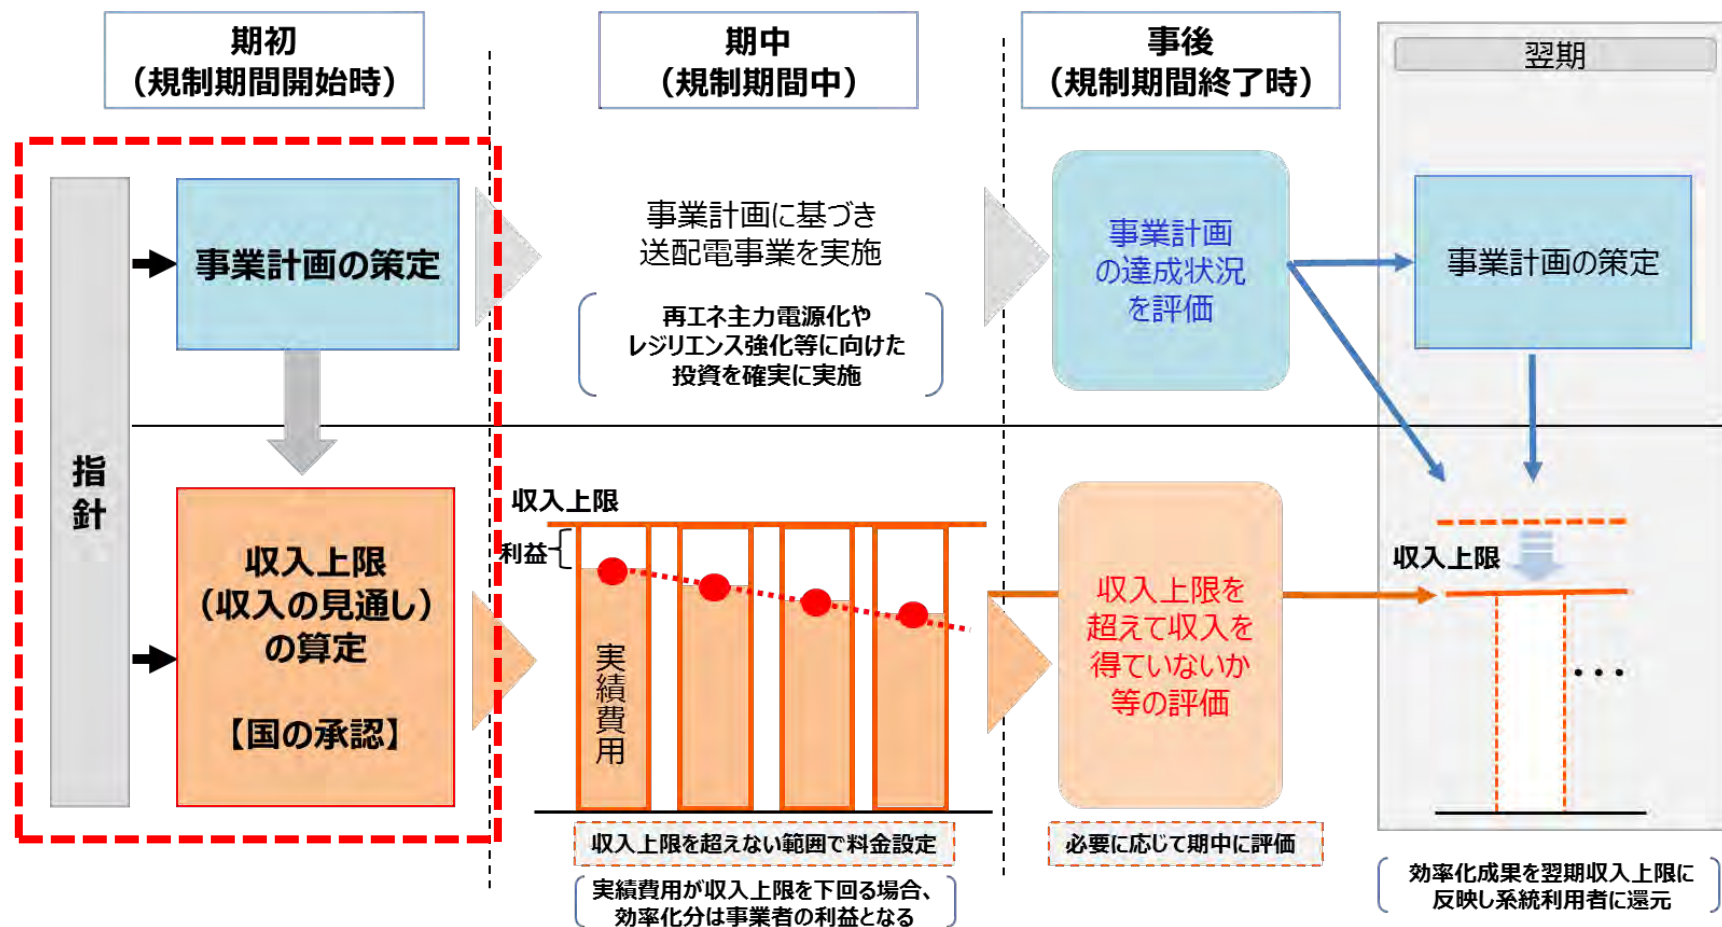 期初
（規制期間開始時）
期中
（規制期間中）
事後
（規制期間終了時）
翌期
指針
事業計画の策定
事業計画に基づき
送配電事業を実施
再エネ主力電源化や
レジリエンス強化等に向けた
投資を確実に実施
事業計画
の達成状況
を評価
事業計画の策定
収入上限
（収入の見通し）
の算定
【国の承認】
収入上限
利益
実績費用
収入上限を超えない範囲で料金設定
実績費用が収入上限を下回る場合、
効率化分は事業者の利益となる
収入上限を
超えて収入を
得ていないか
等の評価
必要に応じて期中に評価
収入上限
・・・
効率化成果を翌期収入上限に
反映し系統利用者に還元